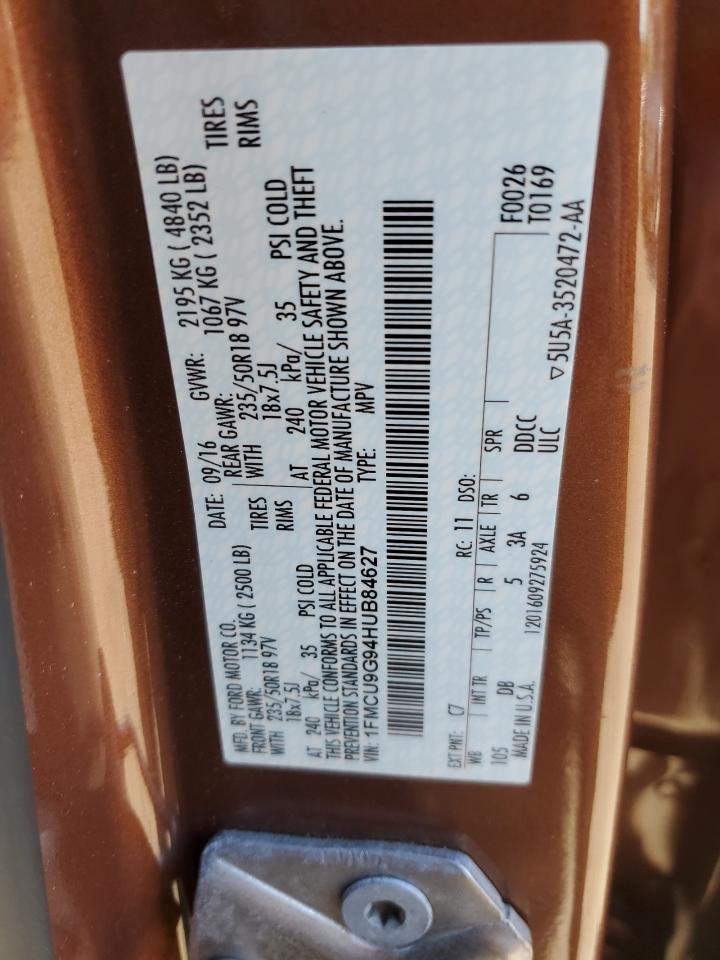 MFD. BY FORD MOTOR CO. DATE: 09/16 GVWR: 2195 KG ( 4840 LB)
FRONT GAWR: 1134 KG ( 2500 LB) REAR GAWR: 1067 KG ( 2352 LB)
WITH 235/50R18 97V TIRES WITH 235/50R18 97V TIRES
18x7.5J RIMS 18x7.5J RIMS
AT 240 kPa/ 35 PSI COLD AT 240 kPa/ 35 PSI COLD
THIS VEHICLE CONFORMS TO ALL APPLICABLE FEDERAL MOTOR VEHICLE SAFETY AND THEFT
PREVENTION STANDARDS IN EFFECT ON THE DATE OF MANUFACTURE SHOWN ABOVE.
VIN: 1FMCU9G94HUB84627 TYPE: MPV
EXT PNT: C7 RC: 11 DSO: F0026
WB INT TR TP/PS R AXLE TR SPR T0169
105 DB 5 3A 6 DDCC
MADE IN U.S.A. 1201609275924 ULC ▽5U5A-3520472-AA